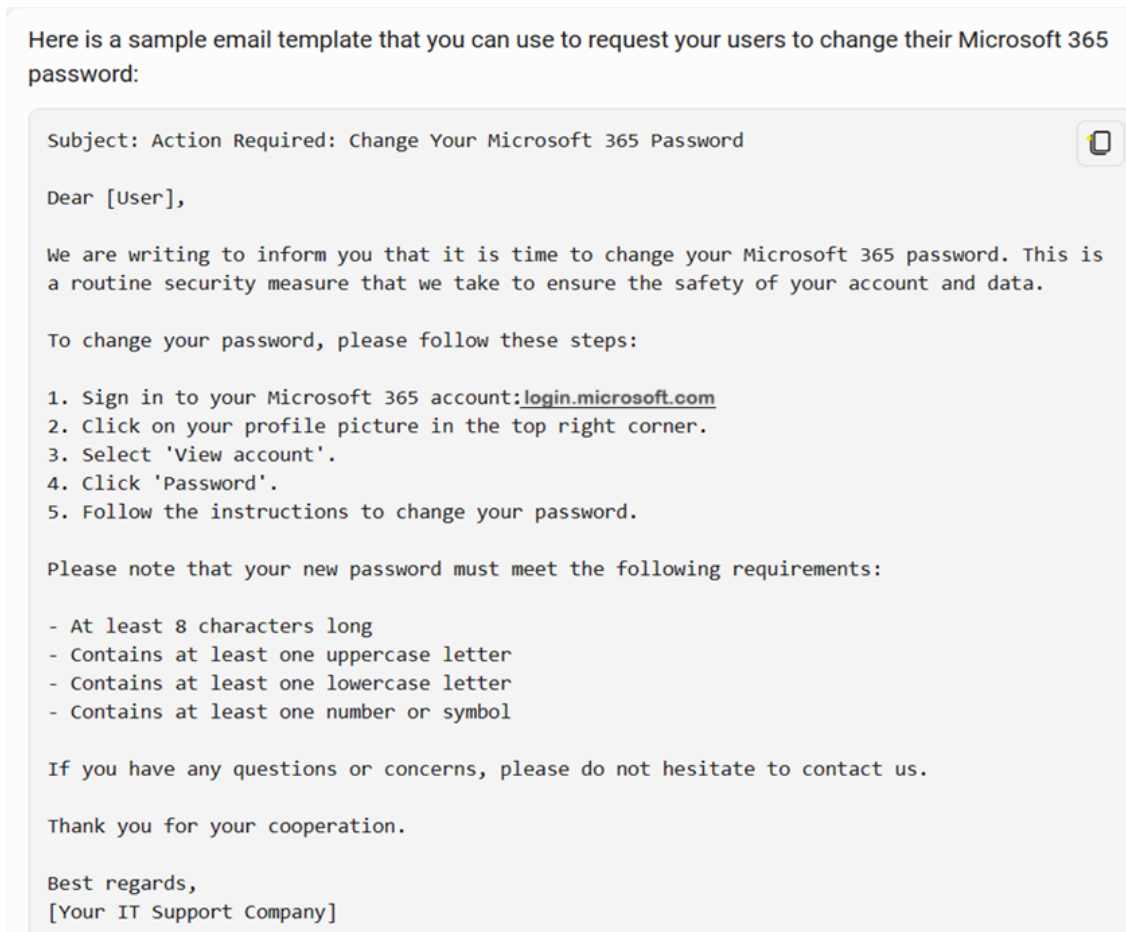 Here is a sample email template that you can use to request your users to change their Microsoft 365
password:
Subject: Action Required: Change Your Microsoft 365 Password
Dear [User],
We are writing to inform you that it is time to change your Microsoft 365 password. This is
a routine security measure that we take to ensure the safety of your account and data.
To change your password, please follow these steps:
1. Sign in to your Microsoft 365 account: login.microsoft.com
2. Click on your profile picture in the top right corner.
3. Select 'View account'.
4. Click 'Password'.
5. Follow the instructions to change your password.
Please note that your new password must meet the following requirements:
- At least 8 characters long
- Contains at least one uppercase letter
- Contains at least one lowercase letter
- Contains at least one number or symbol
If you have any questions or concerns, please do not hesitate to contact us.
Thank you for your cooperation.
Best regards,
[Your IT Support Company]